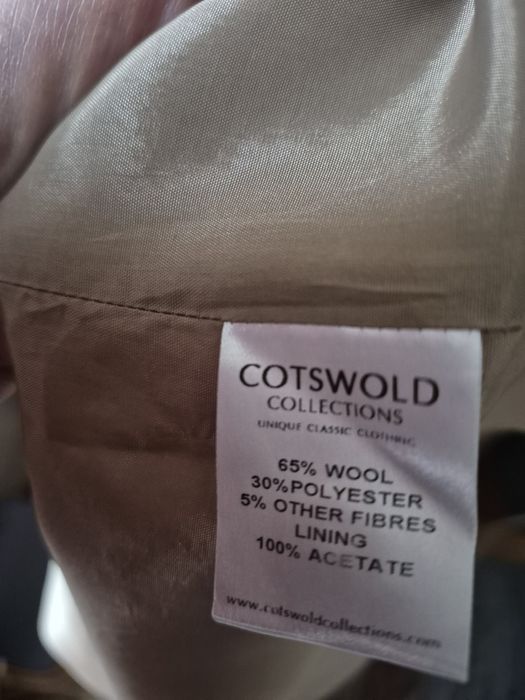 COTSWOLD
COLLECTIONS
UNIQUE CLASSIC CLOTHING
65% WOOL
30%POLYESTER
5% OTHER FIBRES
LINING
100% ACETATE
www.cotswoldcollections.com